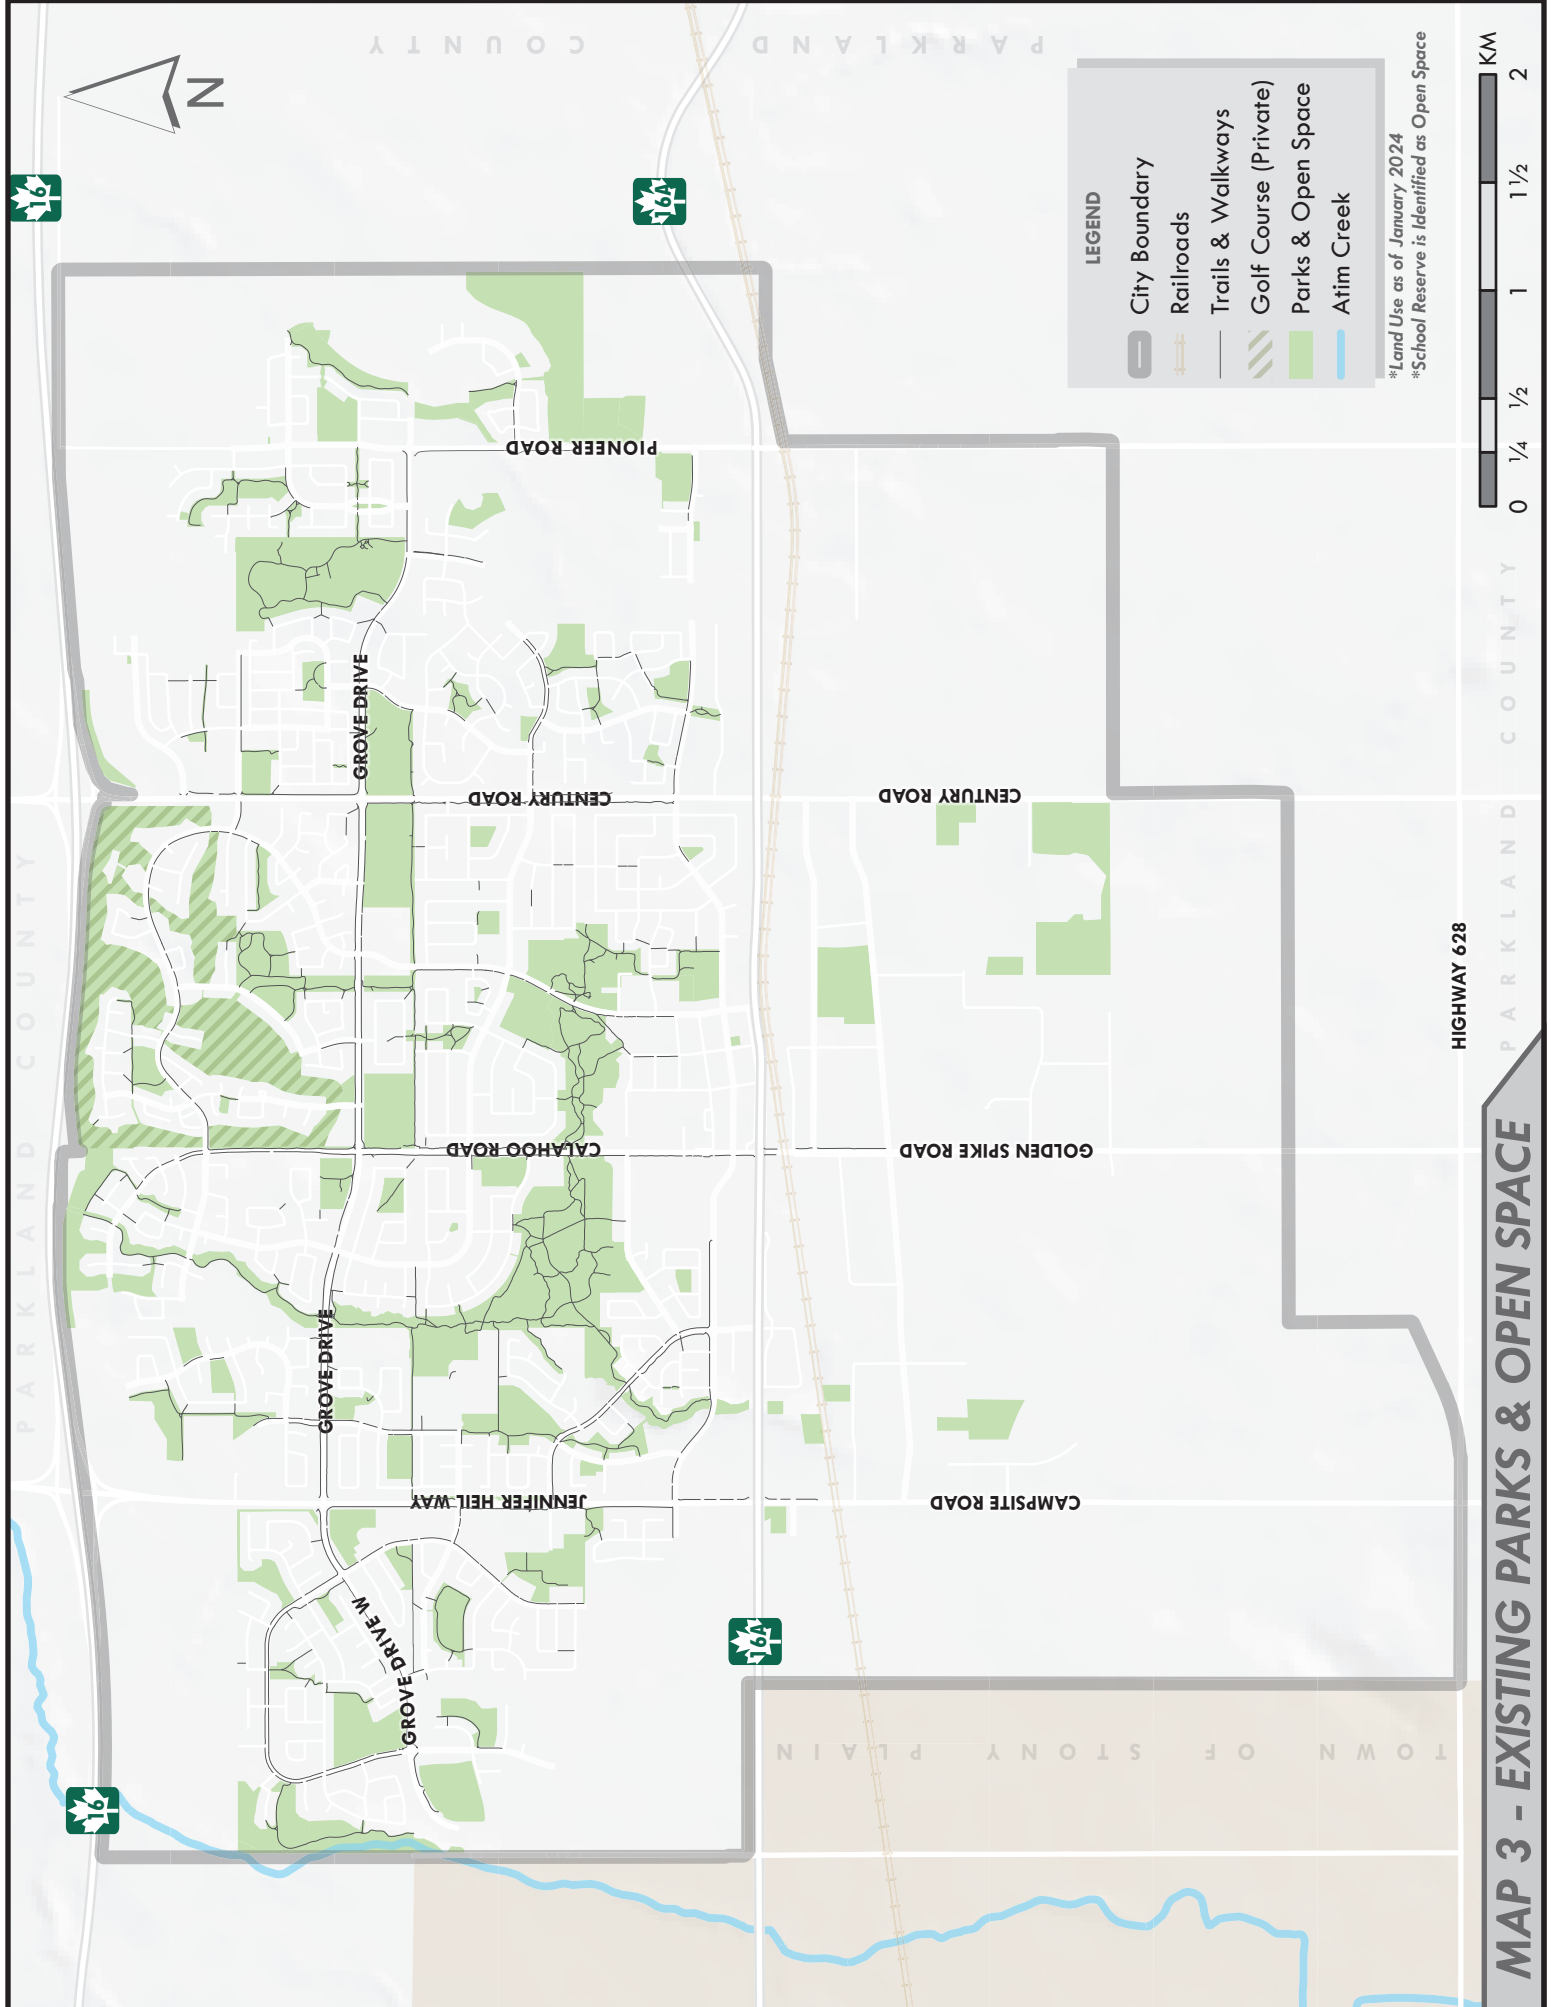 16
PARKLAND COUNTY
PARKLAND COUNTY
N
16
16A
GROVE DRIVE
GROVE DRIVE
GROVE DRIVE W
JENNIFER HEIL WAY
CALAHOO ROAD
CENTURY ROAD
PIONEER ROAD
16A
CAMPSITE ROAD
GOLDEN SPIKE ROAD
CENTURY ROAD
TOWN OF STONY PLAIN
HIGHWAY 628
PARKLAND COUNTY
LEGEND
City Boundary
Railroads
Trails & Walkways
Golf Course (Private)
Parks & Open Space
Atim Creek
*Land Use as of January 2024
*School Reserve is Identified as Open Space
0 ¼ ½ 1 1½ 2 KM
MAP 3 - EXISTING PARKS & OPEN SPACE